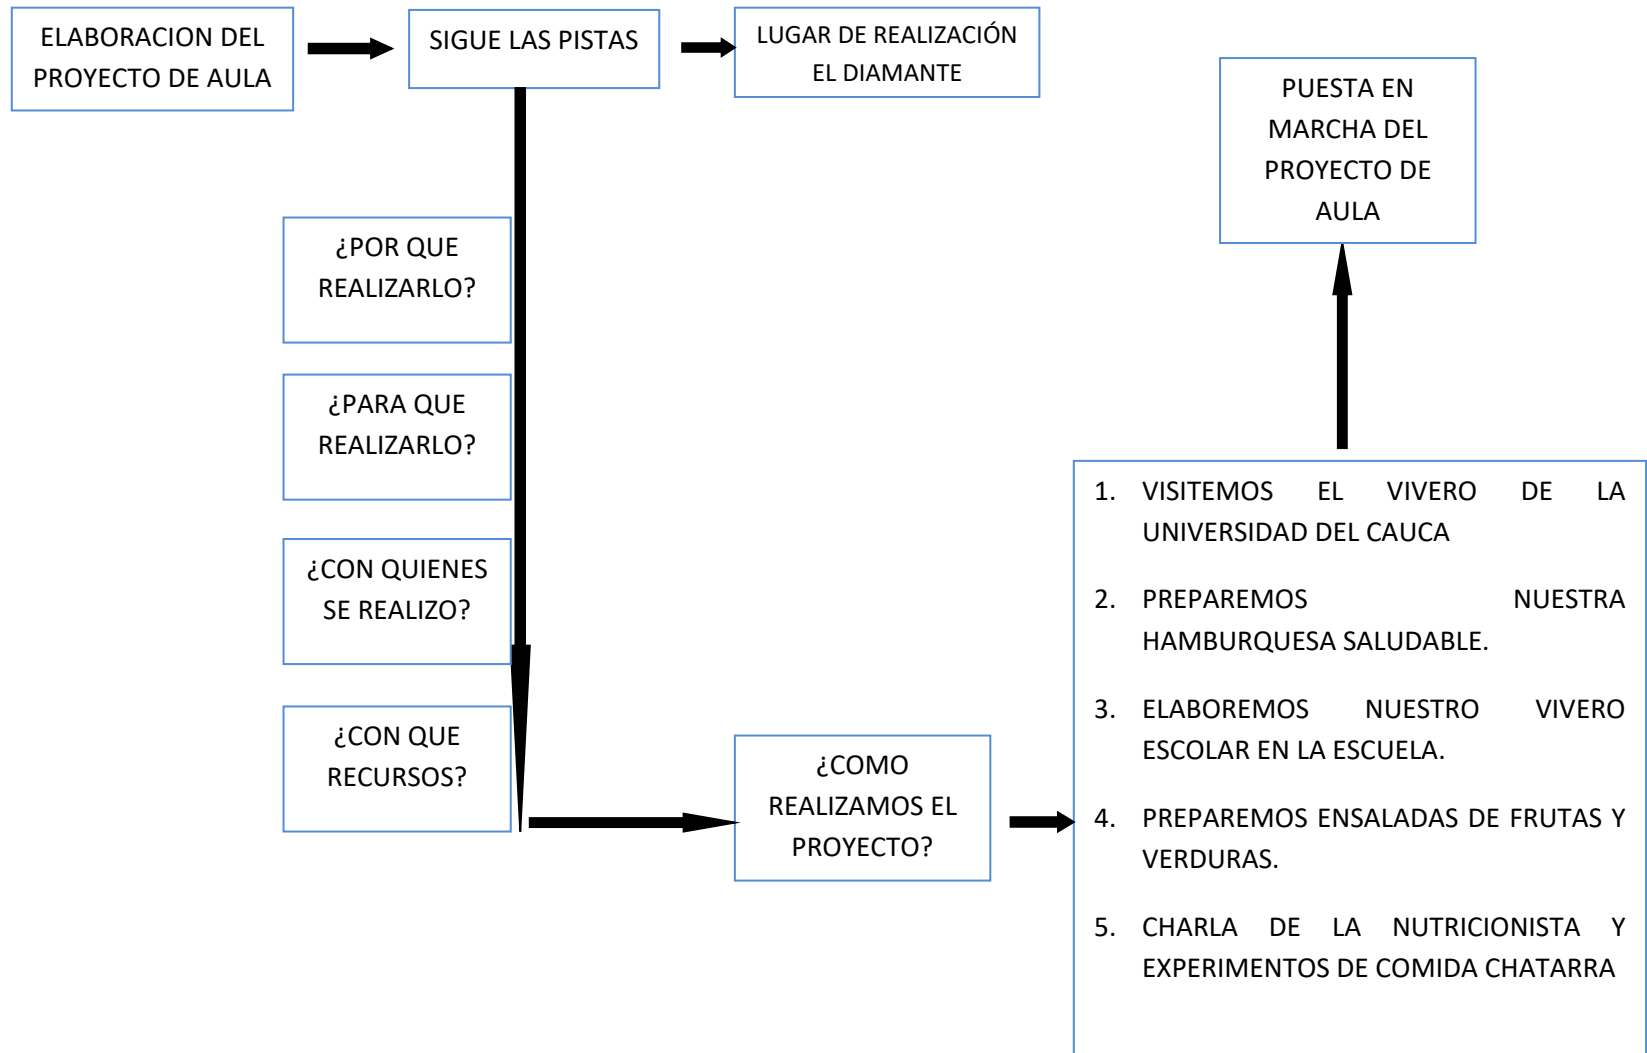 ELABORACION DEL
PROYECTO DE AULA
SIGUE LAS PISTAS
LUGAR DE REALIZACIÓN
EL DIAMANTE
PUESTA EN
MARCHA DEL
PROYECTO DE
AULA
¿POR QUE
REALIZARLO?
¿PARA QUE
REALIZARLO?
¿CON QUIENES
SE REALIZO?
¿CON QUE
RECURSOS?
¿COMO
REALIZAMOS EL
PROYECTO?
1. VISITEMOS EL VIVERO DE LA
UNIVERSIDAD DEL CAUCA
2. PREPAREMOS NUESTRA
HAMBURQUESA SALUDABLE.
3. ELABOREMOS NUESTRO VIVERO
ESCOLAR EN LA ESCUELA.
4. PREPAREMOS ENSALADAS DE FRUTAS Y
VERDURAS.
5. CHARLA DE LA NUTRICIONISTA Y
EXPERIMENTOS DE COMIDA CHATARRA